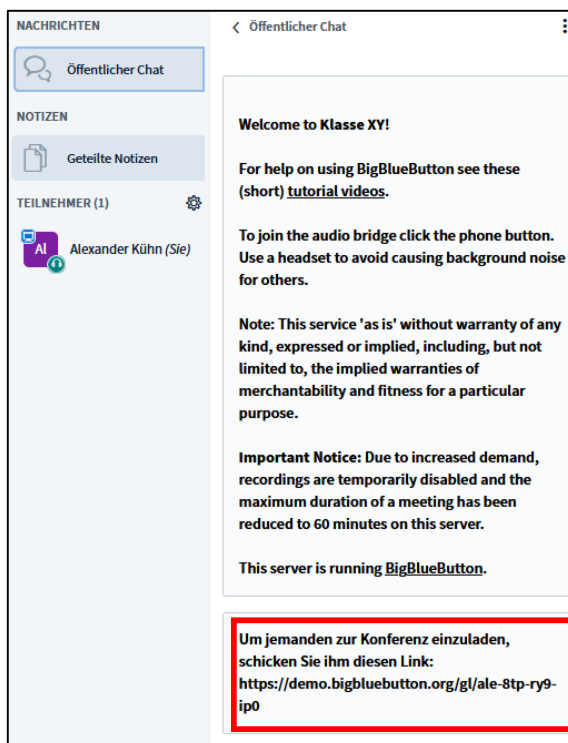 NACHRICHTEN
Öffentlicher Chat
NOTIZEN
Geteilte Notizen
TEILNEHMER (1)
Al
Alexander Kühn (Sie)
Öffentlicher Chat
Welcome to Klasse XY!
For help on using BigBlueButton see these
(short) tutorial videos.
To join the audio bridge click the phone button.
Use a headset to avoid causing background noise
for others.
Note: This service 'as is' without warranty of any
kind, expressed or implied, including, but not
limited to, the implied warranties of
merchantability and fitness for a particular
purpose.
Important Notice: Due to increased demand,
recordings are temporarily disabled and the
maximum duration of a meeting has been
reduced to 60 minutes on this server.
This server is running BigBlueButton.
Um jemanden zur Konferenz einzuladen,
schicken Sie ihm diesen Link:
https://demo.bigbluebutton.org/gl/ale-8tp-ry9-
ip0